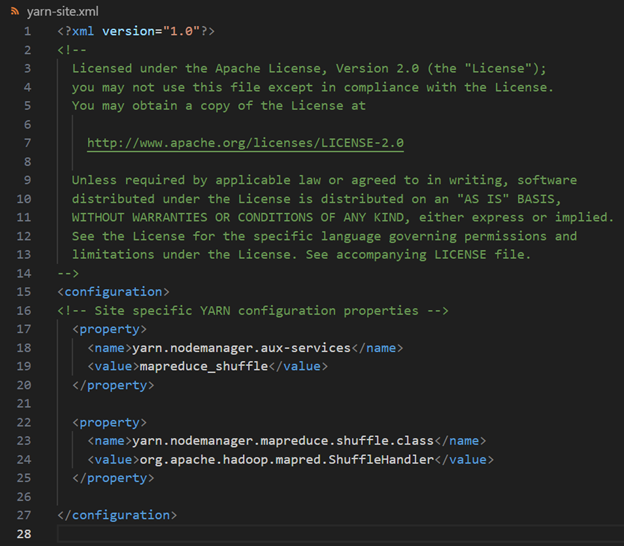 yarn-site.xml
1 <?xml version="1.0"?>
2 <!--
3 Licensed under the Apache License, Version 2.0 (the "License");
4 you may not use this file except in compliance with the License.
5 You may obtain a copy of the License at
6
7 http://www.apache.org/licenses/LICENSE-2.0
8
9 Unless required by applicable law or agreed to in writing, software
10 distributed under the License is distributed on an "AS IS" BASIS,
11 WITHOUT WARRANTIES OR CONDITIONS OF ANY KIND, either express or implied.
12 See the License for the specific language governing permissions and
13 limitations under the License. See accompanying LICENSE file.
14 -->
15 <configuration>
16 <!-- Site specific YARN configuration properties -->
17 <property>
18 <name>yarn.nodemanager.aux-services</name>
19 <value>mapreduce_shuffle</value>
20 </property>
21
22 <property>
23 <name>yarn.nodemanager.mapreduce.shuffle.class</name>
24 <value>org.apache.hadoop.mapred.ShuffleHandler</value>
25 </property>
26
27 </configuration>
28